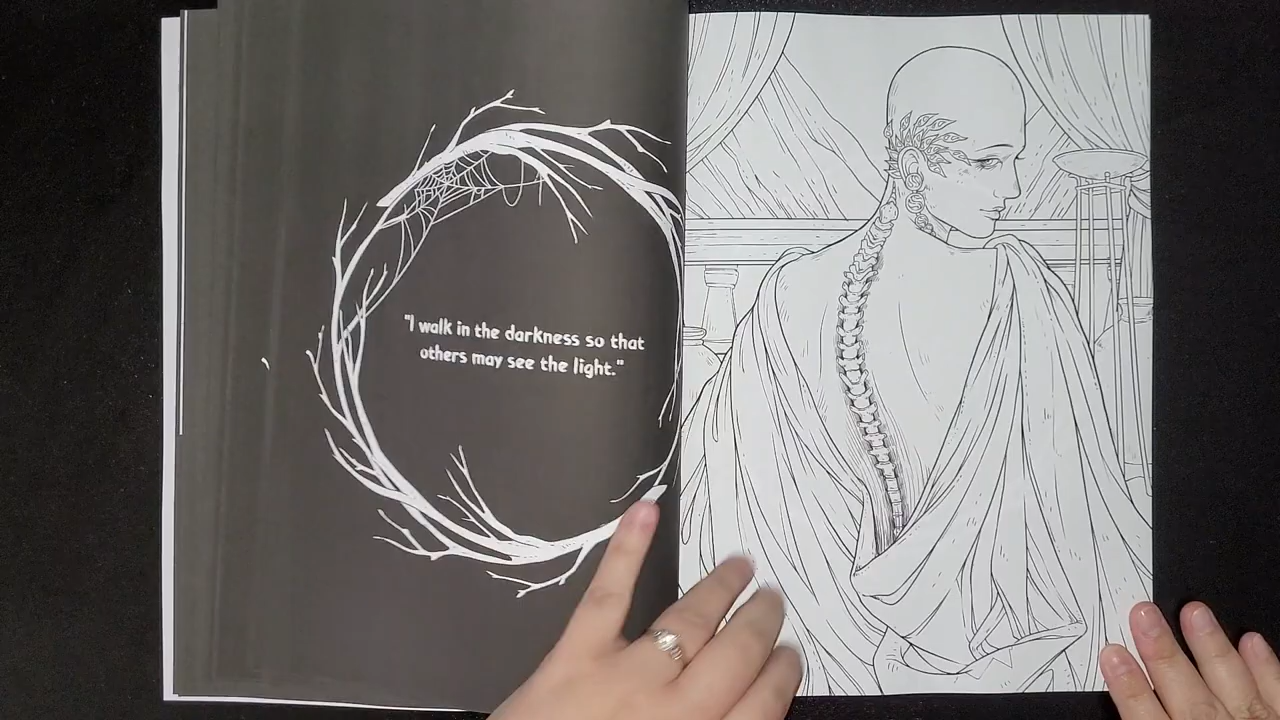 "I walk in the darkness so that
others may see the light."